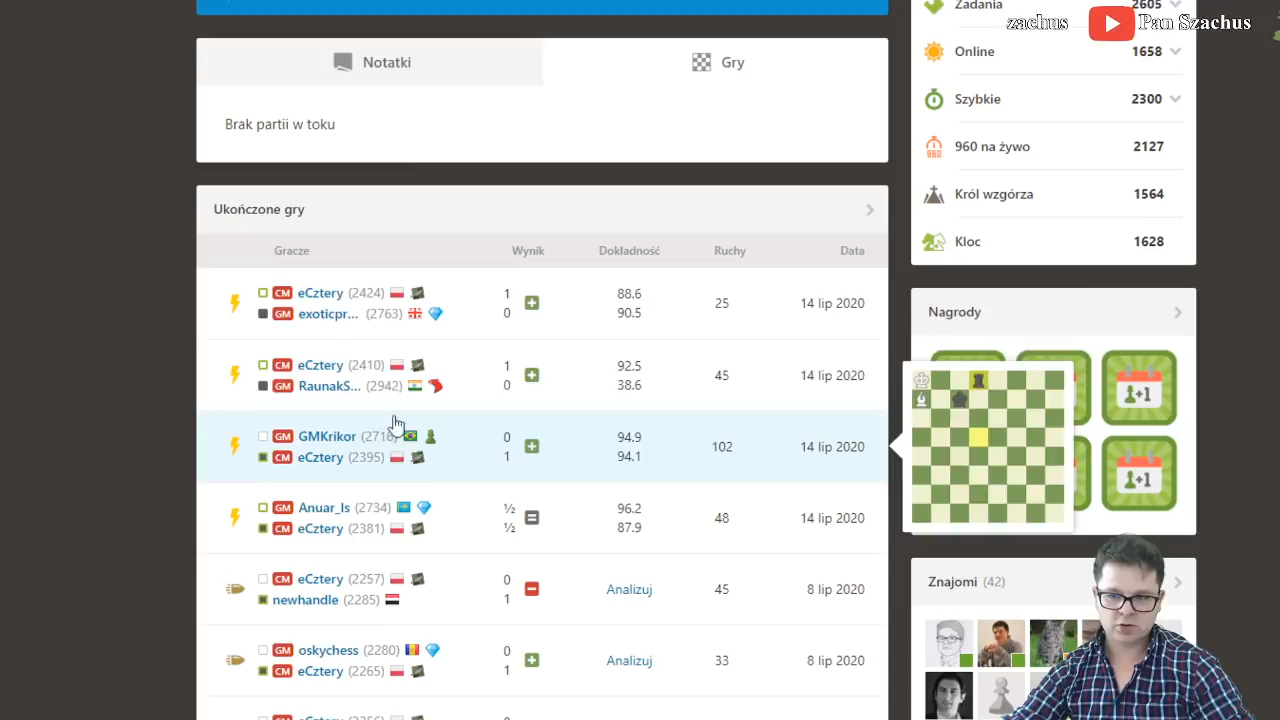 Zadania 2605
zachus Pan Szachus
Online 1658
Notatki Gry
Szybkie 2300
Brak partii w toku
960 960 na żywo 2127
Król wzgórza 1564
Ukończone gry
Kloc 1628
Gracze Wynik Dokładność Ruchy Data
CM eCztery (2424) 1 88.6 25 14 lip 2020
GM exoticpr... (2763) 0 90.5
Nagrody
CM eCztery (2410) 1 92.5 45 14 lip 2020
GM RaunakS... (2942) 0 38.6
+1
GM GMKrikor 0 94.9 102 14 lip 2020
CM eCztery (2395) 1 94.1
+1
GM Anuar_Is (2734) ½ 96.2 48 14 lip 2020
CM eCztery (2381) ½ 87.9
CM eCztery (2257) 0 Analizuj 45 8 lip 2020
newhandle (2285) 1
Znajomi (42)
GM oskychess (2280) 0 Analizuj 33 8 lip 2020
CM eCztery (2265) 1